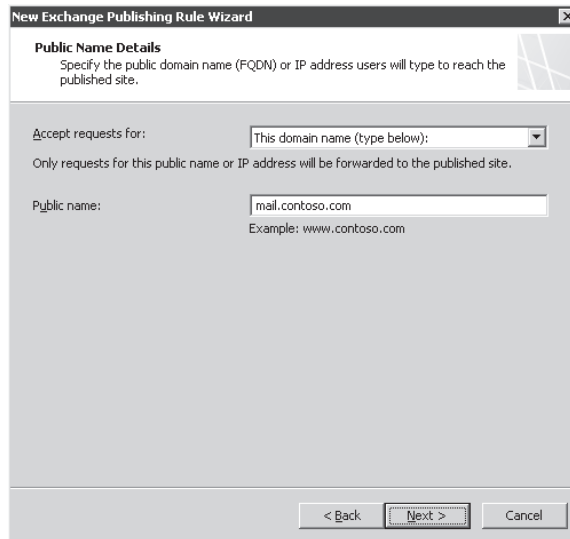 New Exchange Publishing Rule Wizard
Public Name Details
Specify the public domain name (FQDN) or IP address users will type to reach the
published site.
Accept requests for:
This domain name (type below):
Only requests for this public name or IP address will be forwarded to the published site.
Public name:
mail.contoso.com
Example: www.contoso.com
< Back
Next >
Cancel